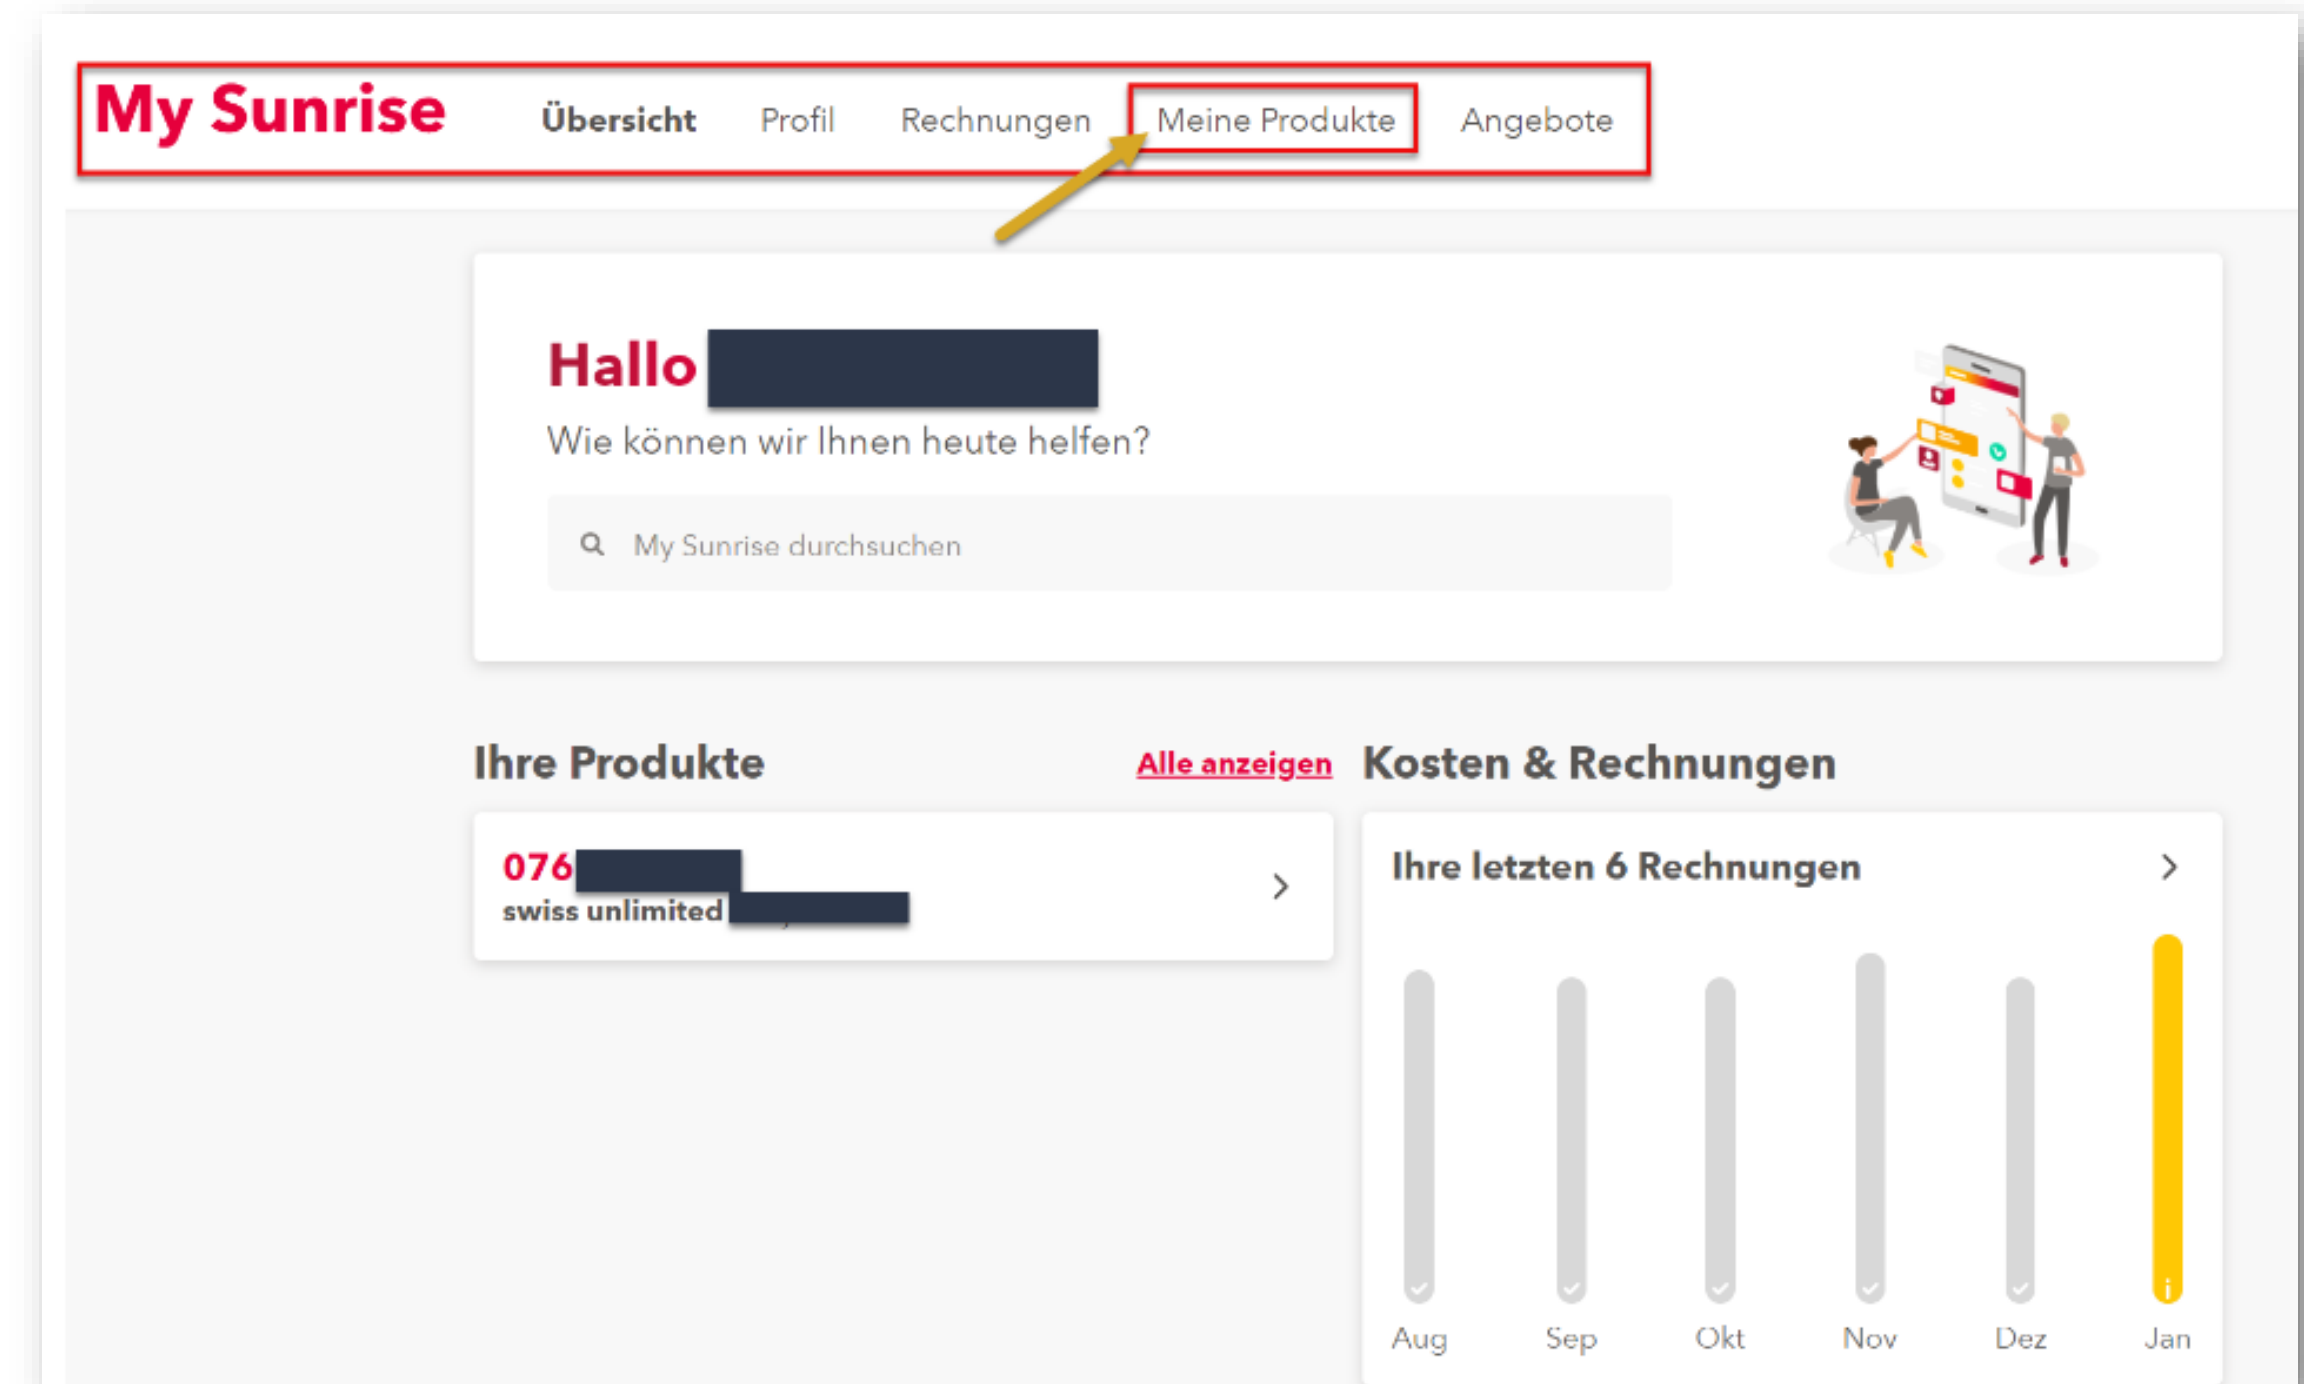 My Sunrise Übersicht Profil Rechnungen Meine Produkte Angebote
Hallo
Wie können wir Ihnen heute helfen?
My Sunrise durchsuchen
Ihre Produkte Alle anzeigen
076
swiss unlimited
Kosten & Rechnungen
Ihre letzten 6 Rechnungen
Aug Sep Okt Nov Dez Jan